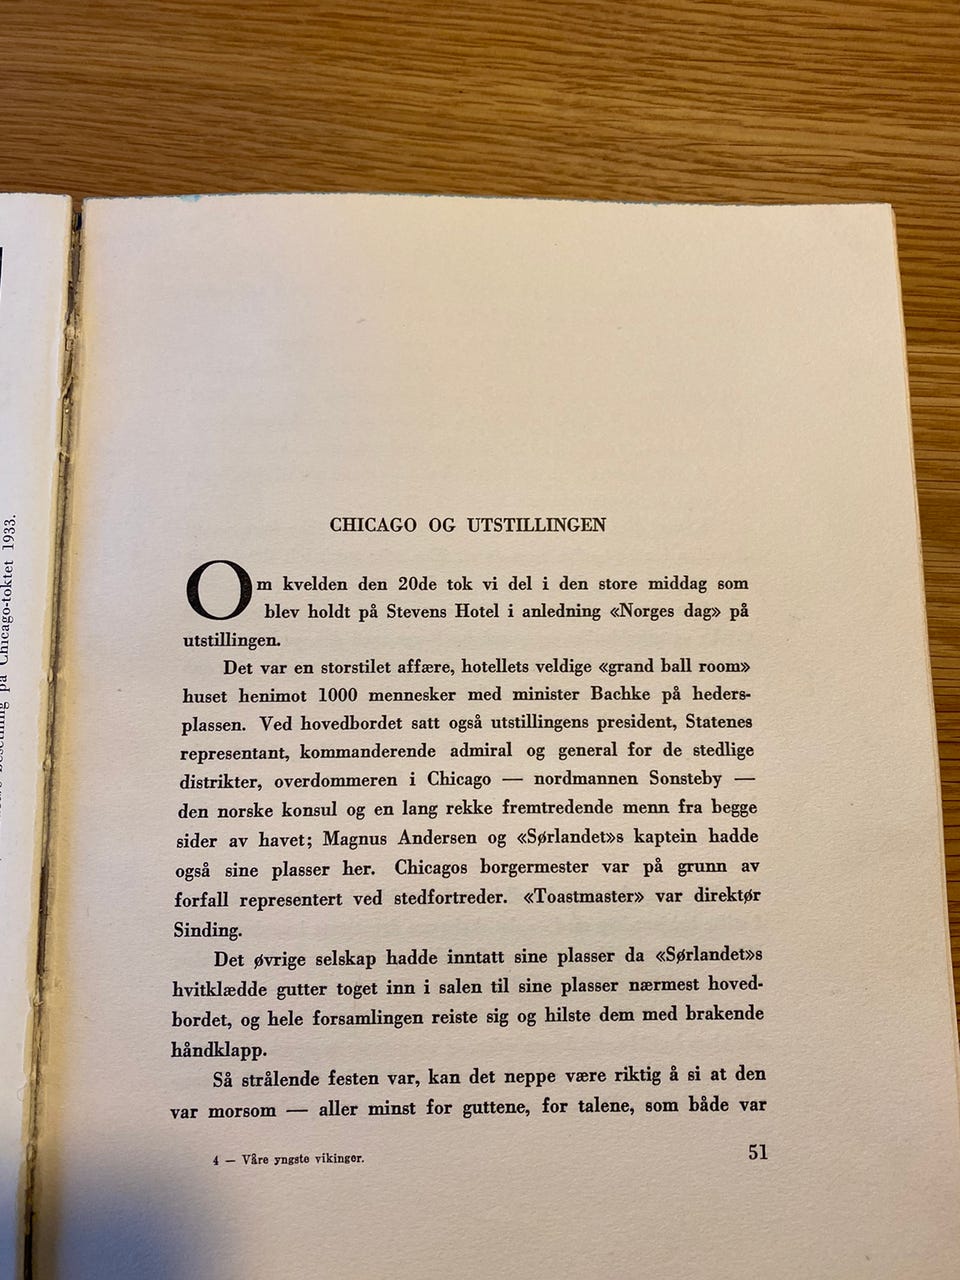 på Chicago-toktet 1933.
CHICAGO OG UTSTILLINGEN
Om kvelden den 20de tok vi del i den store middag som
blev holdt på Stevens Hotel i anledning «Norges dag» på
utstillingen.
Det var en storstilet affære, hotellets veldige «grand ball room»
huset henimot 1000 mennesker med minister Bachke på heders-
plassen. Ved hovedbordet satt også utstillingens president, Statenes
representant, kommanderende admiral og general for de stedlige
distrikter, overdommeren i Chicago — nordmannen Sonsteby —
den norske konsul og en lang rekke fremtredende menn fra begge
sider av havet; Magnus Andersen og «Sørlandet»s kaptein hadde
også sine plasser her. Chicagos borgermester var på grunn av
forfall representert ved stedfortreder. «Toastmaster» var direktør
Sinding.
Det øvrige selskap hadde inntatt sine plasser da «Sørlandet»s
hvitklædde gutter toget inn i salen til sine plasser nærmest hoved-
bordet, og hele forsamlingen reiste sig og hilste dem med brakende
håndklapp.
Så strålende festen var, kan det neppe være riktig å si at den
var morsom — aller minst for guttene, for talene, som både var
4 — Våre yngste vikinger.
51